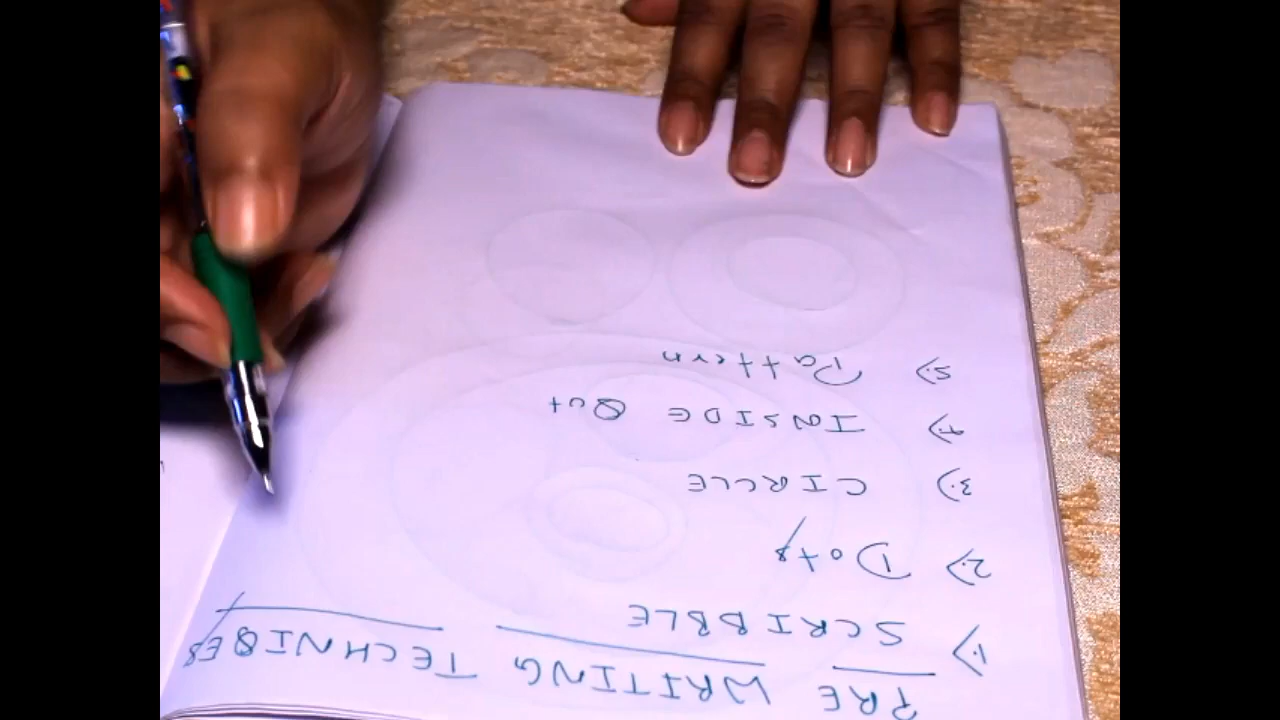 PRE WRITING TECHNIQES
1) SCRIBBLE
2) Dots
3) CIRCLE
4) INSIDE Out
5) Pattern